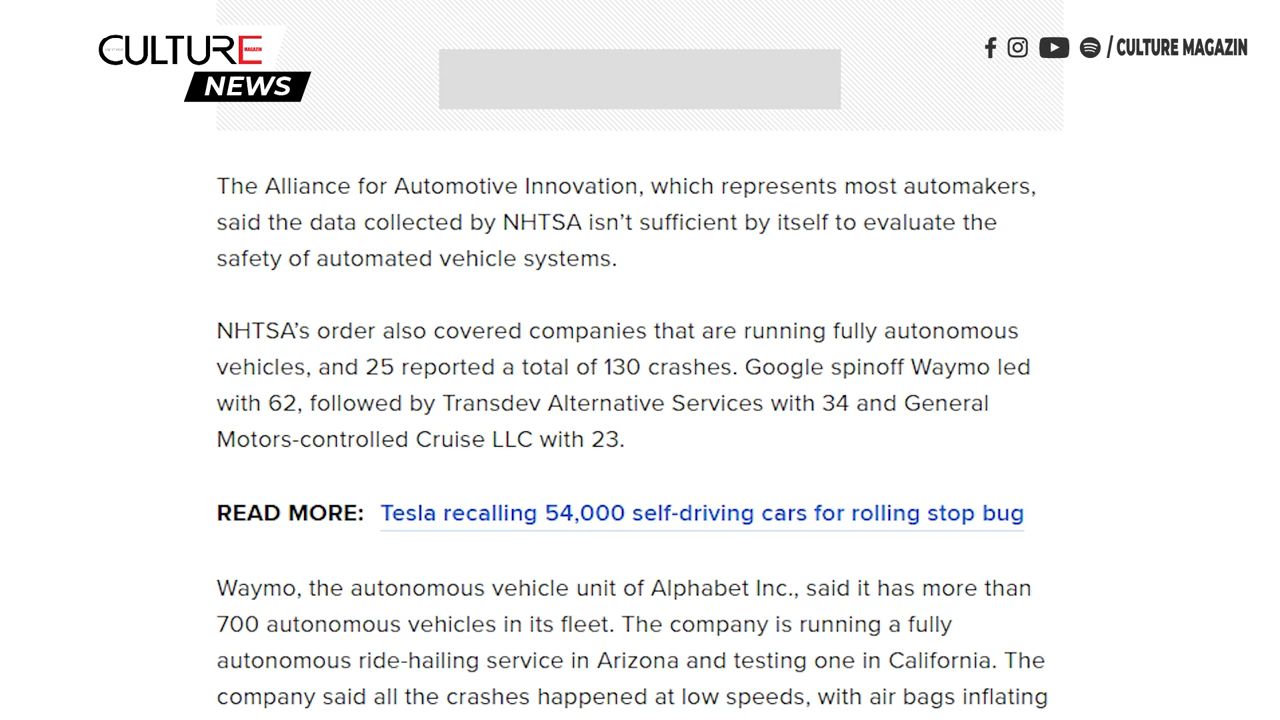 CULTURE
MAGAZIN
NEWS
/ CULTURE MAGAZIN
The Alliance for Automotive Innovation, which represents most automakers,
said the data collected by NHTSA isn’t sufficient by itself to evaluate the
safety of automated vehicle systems.
NHTSA’s order also covered companies that are running fully autonomous
vehicles, and 25 reported a total of 130 crashes. Google spinoff Waymo led
with 62, followed by Transdev Alternative Services with 34 and General
Motors-controlled Cruise LLC with 23.
READ MORE: Tesla recalling 54,000 self-driving cars for rolling stop bug
Waymo, the autonomous vehicle unit of Alphabet Inc., said it has more than
700 autonomous vehicles in its fleet. The company is running a fully
autonomous ride-hailing service in Arizona and testing one in California. The
company said all the crashes happened at low speeds, with air bags inflating